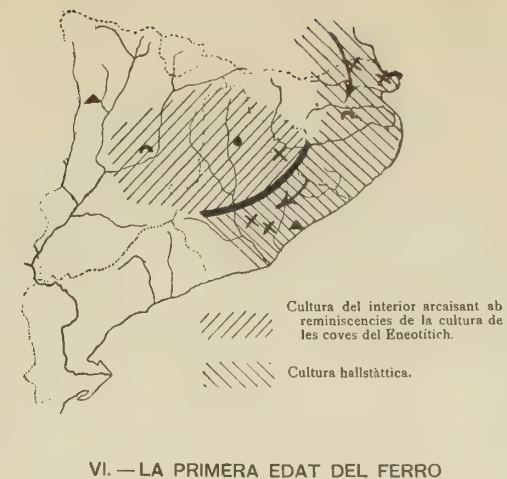 Cultura del interior arcaisant ab
reminiscencies de la cultura de
les coves del Eneotítich.
Cultura hallstàttica.
VI. — LA PRIMERA EDAT DEL FERRO